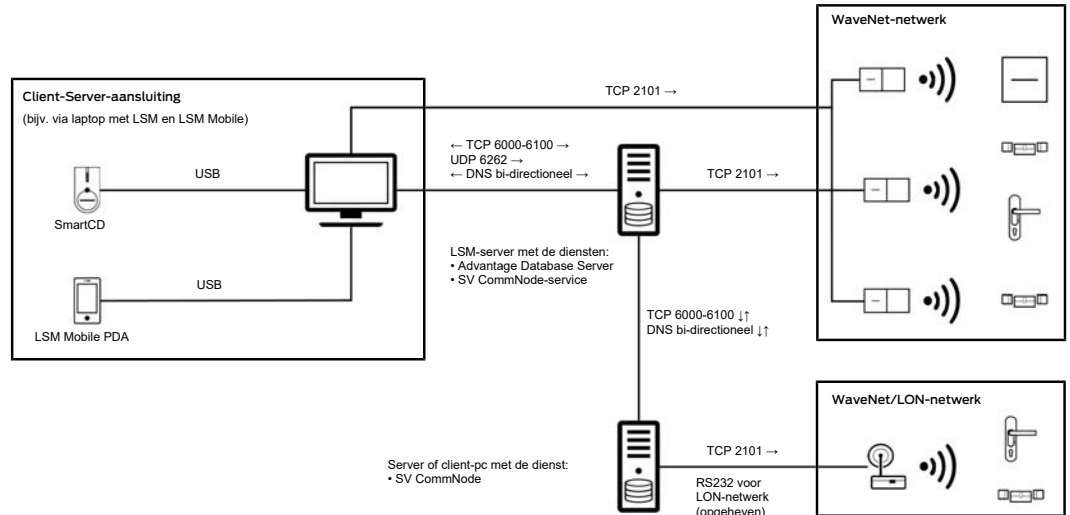 WaveNet-netwerk
Client-Server-aansluiting
(bijv. via laptop met LSM en LSM Mobile)
TCP 2101 →
← TCP 6000-6100 →
UDP 6262 →
← DNS bi-directioneel →
USB
TCP 2101 →
SmartCD
LSM-server met de diensten:
• Advantage Database Server
• SV CommNode-service
USB
LSM Mobile PDA
TCP 6000-6100 ↓↑
DNS bi-directioneel ↓↑
WaveNet/LON-netwerk
TCP 2101 →
Server of client-pc met de dienst:
• SV CommNode
RS232 voor
LON-netwerk
(opgeheven)